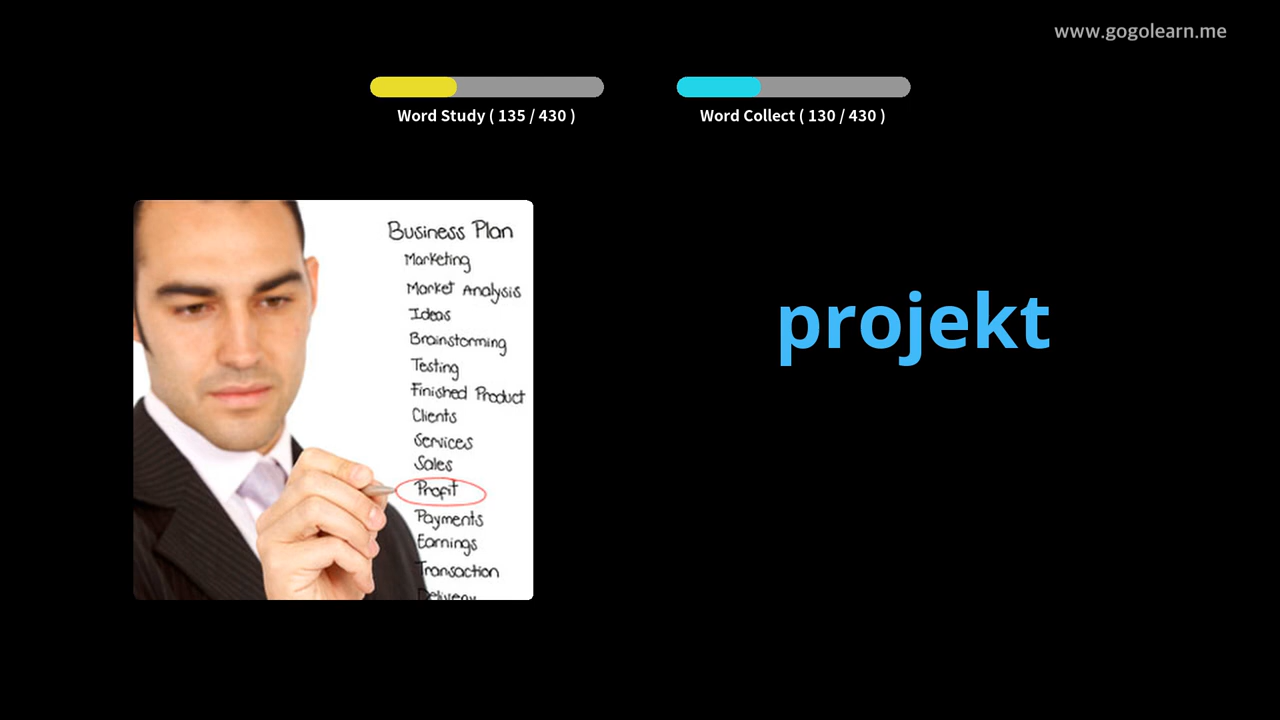 www.gogolearn.me
Word Study ( 135 / 430 )
Word Collect ( 130 / 430 )
Business Plan
Marketing
Market Analysis
Ideas
Brainstorming
Testing
Finished Product
Clients
Services
Sales
Profit
Payments
Earnings
Transaction
Delivery
projekt